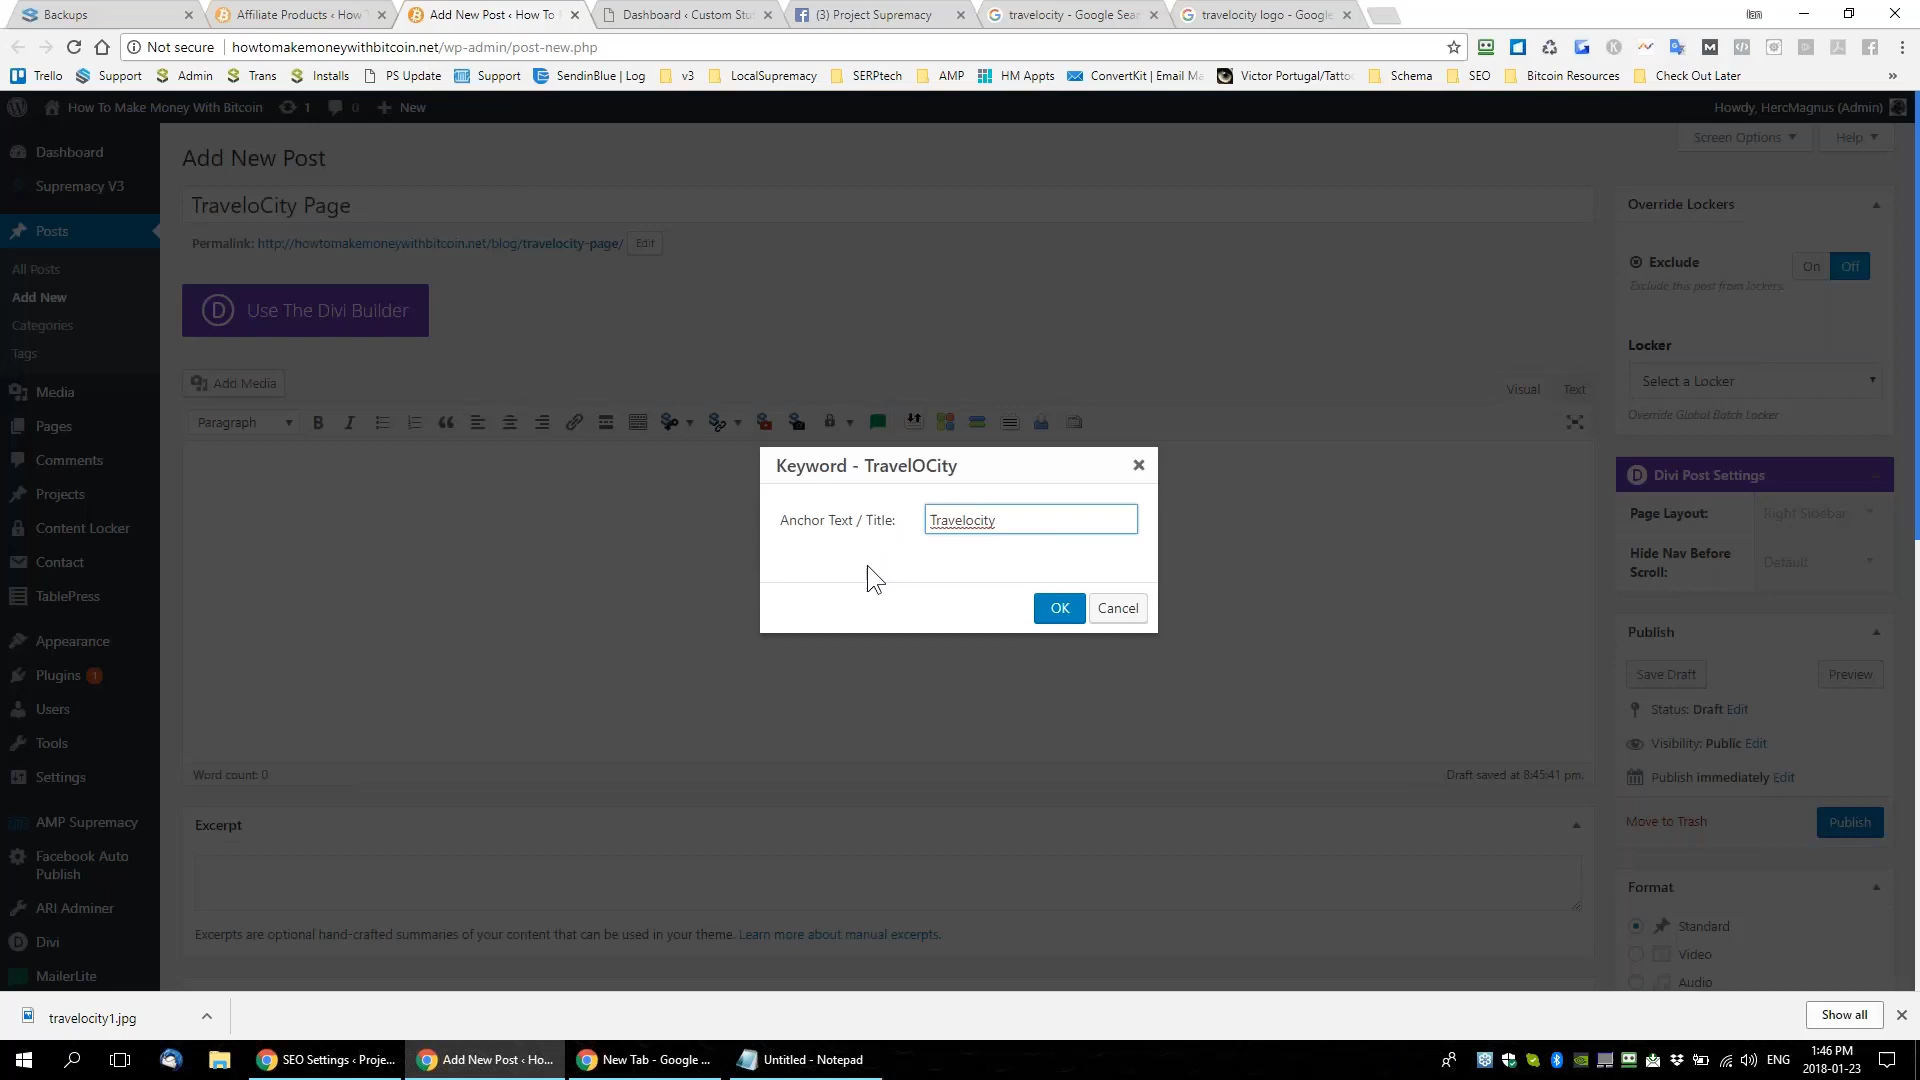 Backups
Affiliate Products ‹ How T
Add New Post ‹ How To
Dashboard ‹ Custom Stu
(3) Project Supremacy
travelocity - Google Sear
travelocity logo - Google
Ian
Not secure
howtomakemoneywithbitcoin.net/wp-admin/post-new.php
Trello
Support
Admin
Trans
Installs
PS Update
Support
SendinBlue | Log
v3
LocalSupremacy
SERPtech
AMP
HM Appts
ConvertKit | Email Ma
Victor Portugal/Tattoo
Schema
SEO
Bitcoin Resources
Check Out Later
»
How To Make Money With Bitcoin
1
0
New
Howdy, HercMagnus (Admin)
Screen Options
Help
Dashboard
Supremacy V3
Posts
All Posts
Add New
Categories
Tags
Media
Pages
Comments
Projects
Content Locker
Contact
TablePress
Appearance
Plugins 1
Users
Tools
Settings
AMP Supremacy
Facebook Auto
Publish
ARI Adminer
Divi
MailerLite
Add New Post
TraveloCity Page
Permalink: http://howtomakemoneywithbitcoin.net/blog/travelocity-page/ Edit
D Use The Divi Builder
Add Media
Visual
Text
Paragraph
Word count: 0
Draft saved at 8:45:41 pm.
Excerpt
Excerpts are optional hand-crafted summaries of your content that can be used in your theme. Learn more about manual excerpts.
Keyword - TravelOCity
Anchor Text / Title:
Travelocity
OK
Cancel
Override Lockers
Exclude
On
Off
Exclude this post from lockers.
Locker
Select a Locker
Override Global Batch Locker
Divi Post Settings
Page Layout:
Right Sidebar
Hide Nav Before
Scroll:
Default
Publish
Save Draft
Preview
Status: Draft Edit
Visibility: Public Edit
Publish immediately Edit
Move to Trash
Publish
Format
Standard
Video
Audio
travelocity1.jpg
Show all
SEO Settings ‹ Proje...
Add New Post ‹ Ho...
New Tab - Google ...
Untitled - Notepad
ENG
1:46 PM
2018-01-23